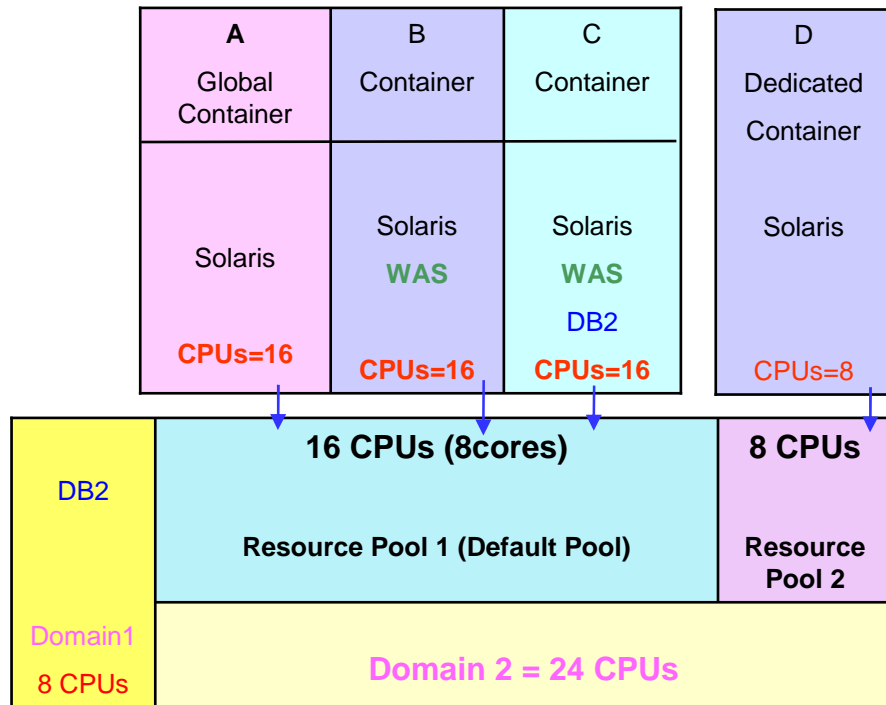 A
Global
Container
Solaris
CPUs=16
B
Container
Solaris
WAS
CPUs=16
C
Container
Solaris
WAS
DB2
CPUs=16
D
Dedicated
Container
Solaris
CPUs=8
DB2
Domain1
8 CPUs
16 CPUs (8cores)
Resource Pool 1 (Default Pool)
8 CPUs
Resource
Pool 2
Domain 2 = 24 CPUs